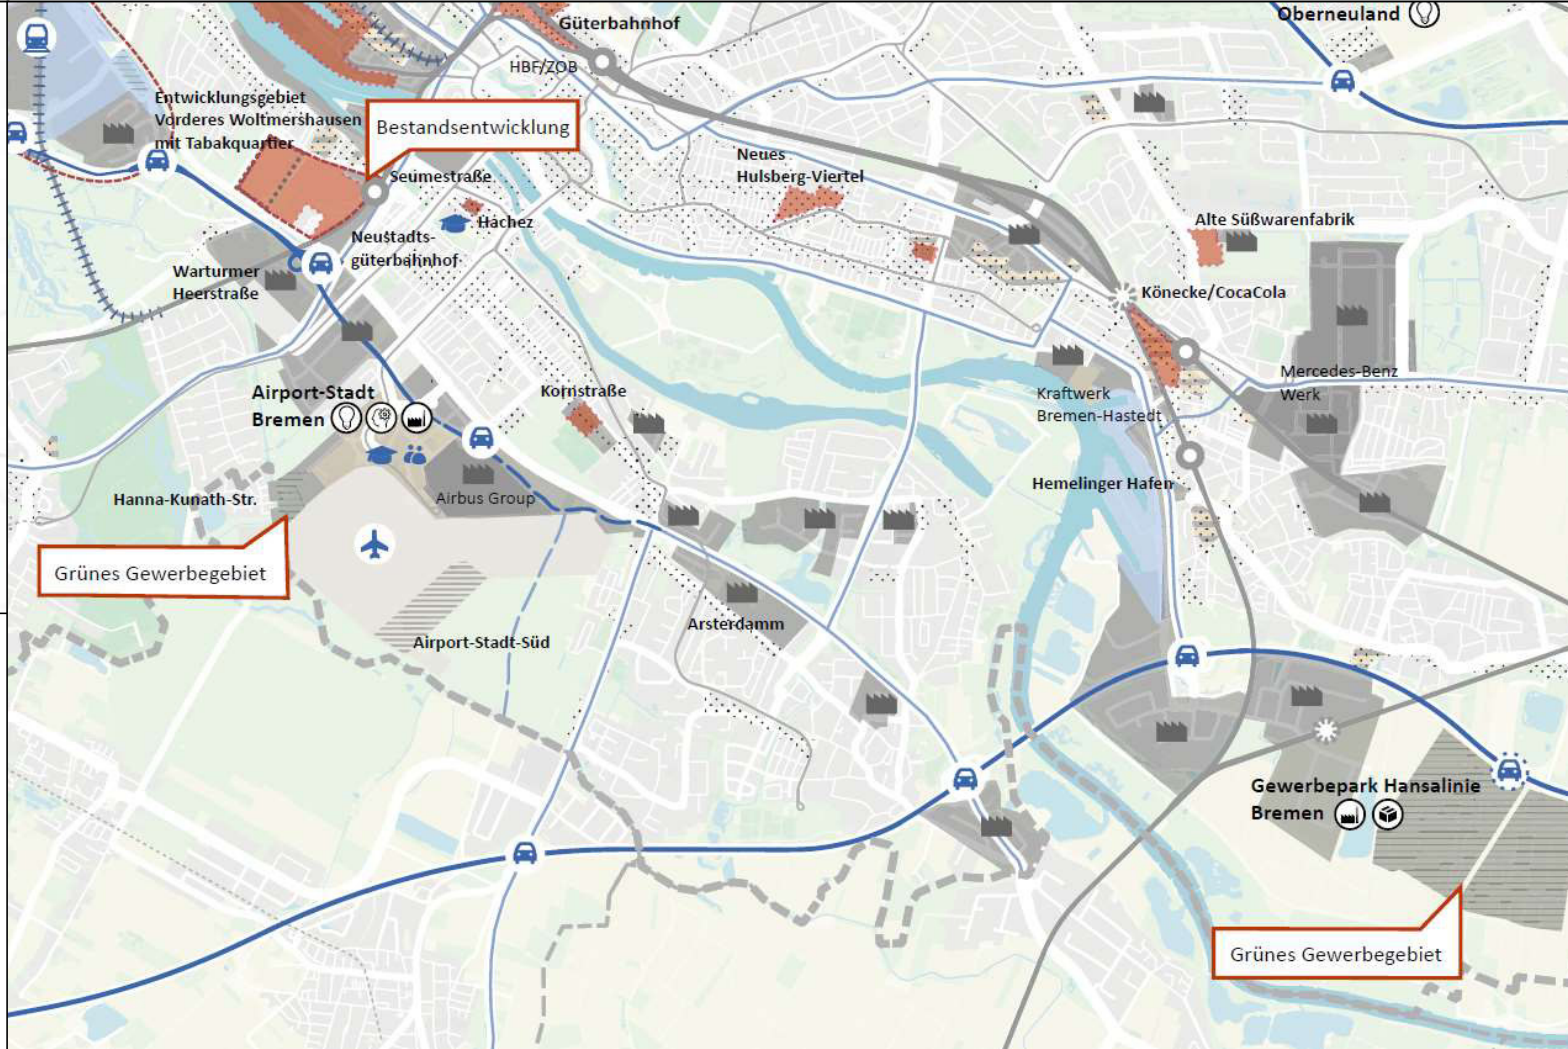 Güterbahnhof
Oberneuland
HBF/ZOB
Entwicklungsgebiet
Vorderes Woltmershausen
mit Tabakquartier
Bestandsentwicklung
Neues
Hulsberg-Viertel
Seumestraße
Hachez
Alte Süßwarenfabrik
Neustadts-
güterbahnhof
Warturmer
Heerstraße
Könecke/CocaCola
Airport-Stadt
Bremen
Kornstraße
Mercedes-Benz
Werk
Kraftwerk
Bremen-Hastedt
Hanna-Kunath-Str.
Airbus Group
Hemelinger Hafen
Grünes Gewerbegebiet
Airport-Stadt-Süd
Arsterdamm
Gewerbepark Hansalinie
Bremen
Grünes Gewerbegebiet